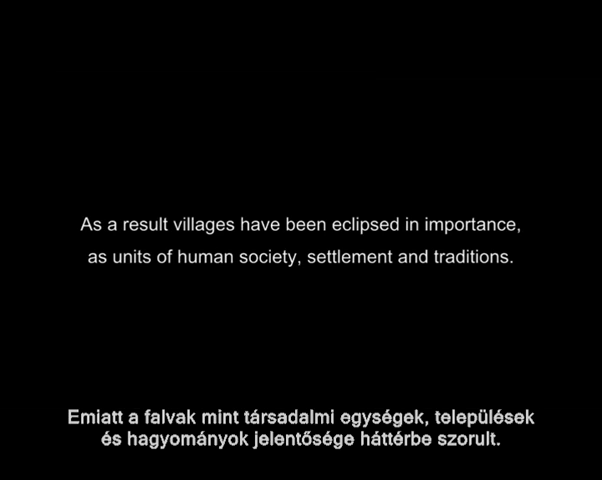 As a result villages have been eclipsed in importance,
as units of human society, settlement and traditions.
Emiatt a falvak mint társadalmi egységek, települések
és hagyományok jelentősége háttérbe szorult.